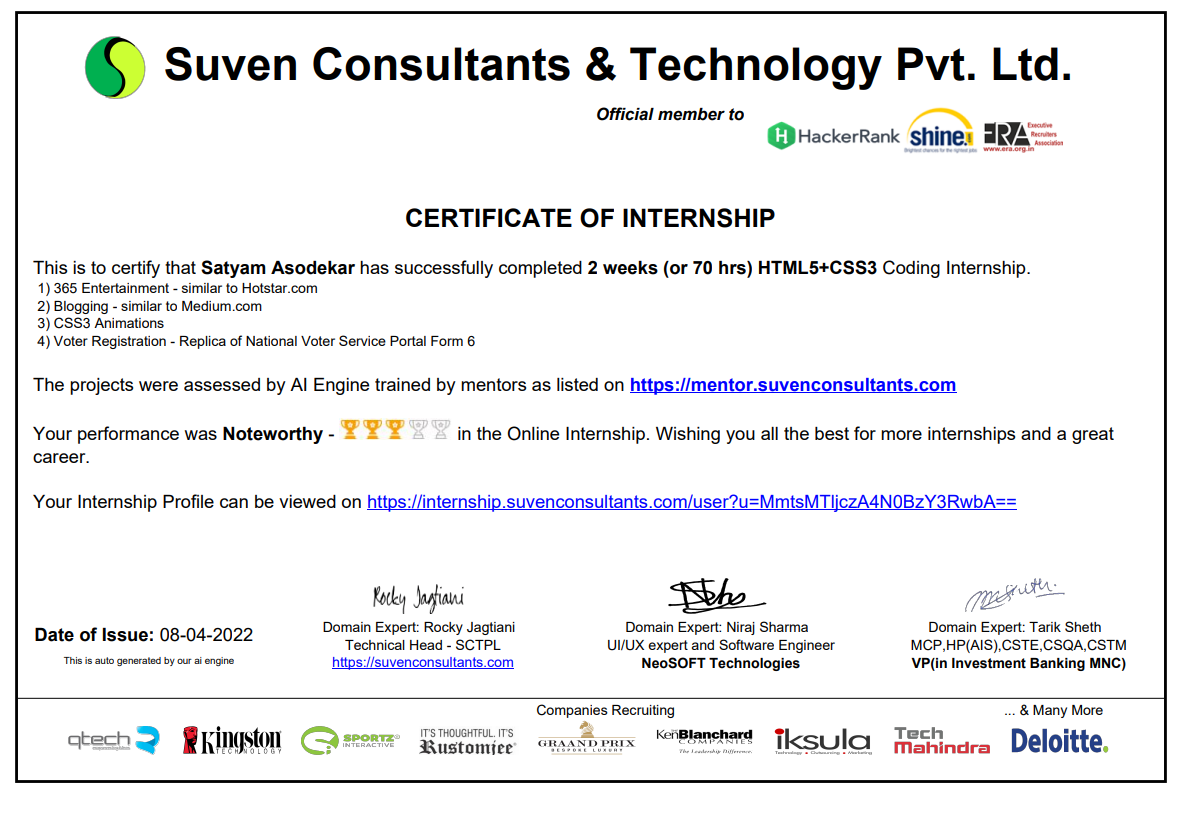 Suven Consultants & Technology Pvt. Ltd.
Official member to
HackerRank
shine
Brightest chances for the rightest jobs
ERA Executive Recruiters Association
www.era.org.in
CERTIFICATE OF INTERNSHIP
This is to certify that Satyam Asodekar has successfully completed 2 weeks (or 70 hrs) HTML5+CSS3 Coding Internship.
1) 365 Entertainment - similar to Hotstar.com
2) Blogging - similar to Medium.com
3) CSS3 Animations
4) Voter Registration - Replica of National Voter Service Portal Form 6
The projects were assessed by AI Engine trained by mentors as listed on https://mentor.suvenconsultants.com
Your performance was Noteworthy - in the Online Internship. Wishing you all the best for more internships and a great
career.
Your Internship Profile can be viewed on https://internship.suvenconsultants.com/user?u=MmtsMTljczA4N0BzY3RwbA==
Rocky Jagtiani
Date of Issue: 08-04-2022
This is auto generated by our ai engine
Domain Expert: Rocky Jagtiani
Technical Head - SCTPL
https://suvenconsultants.com
Domain Expert: Niraj Sharma
UI/UX expert and Software Engineer
NeoSOFT Technologies
Domain Expert: Tarik Sheth
MCP,HP(AIS),CSTE,CSQA,CSTM
VP(in Investment Banking MNC)
Companies Recruiting
... & Many More
qtech
Kingston
TECHNOLOGY
SPORTZ
INTERACTIVE
IT'S THOUGHTFUL. IT'S
Rustomjee
GRAAND PRIX
BESPOKE LUXURY
KenBlanchard
COMPANIES
The Leadership Difference.
iksula
Technology Outsourcing Marketing
Tech
Mahindra
Deloitte.